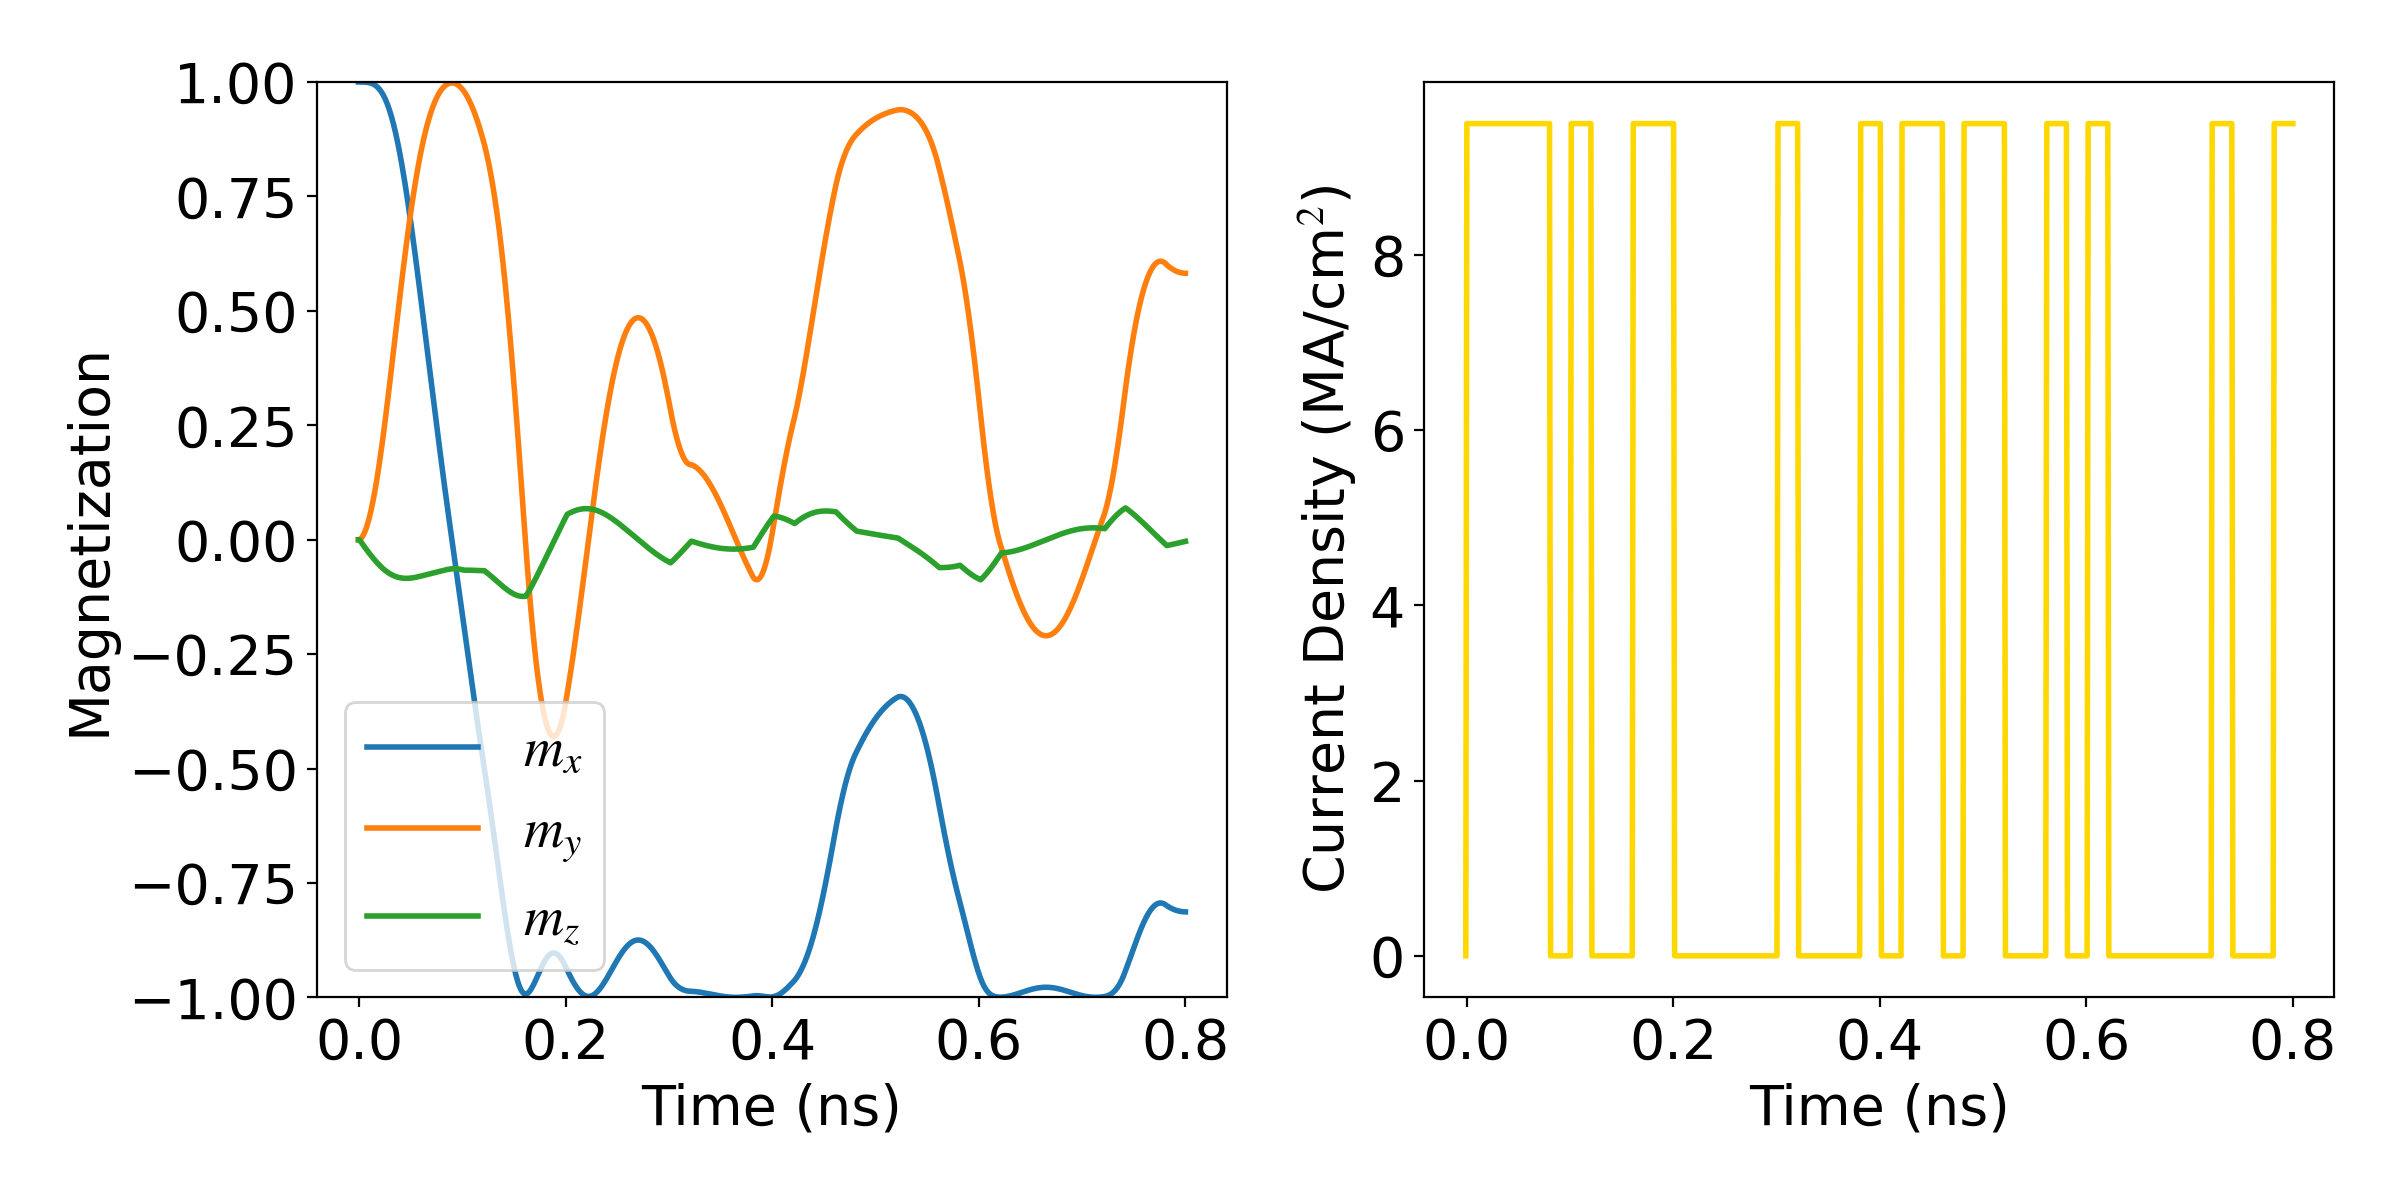 Magnetization
1.00
0.75
0.50
0.25
0.00
−0.25
−0.50
−0.75
−1.00
m_x
m_y
m_z
0.0 0.2 0.4 0.6 0.8
Time (ns)
Current Density (MA/cm²)
8
6
4
2
0
0.0 0.2 0.4 0.6 0.8
Time (ns)